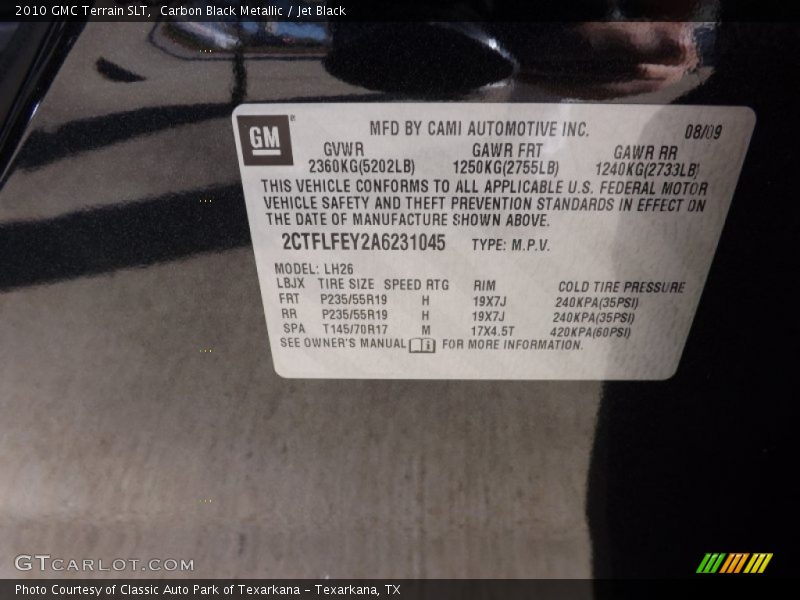 2010 GMC Terrain SLT, Carbon Black Metallic / Jet Black
GM
MFD BY CAMI AUTOMOTIVE INC. 08/09
GVWR GAWR FRT GAWR RR
2360KG(5202LB) 1250KG(2755LB) 1240KG(2733LB)
THIS VEHICLE CONFORMS TO ALL APPLICABLE U.S. FEDERAL MOTOR
VEHICLE SAFETY AND THEFT PREVENTION STANDARDS IN EFFECT ON
THE DATE OF MANUFACTURE SHOWN ABOVE.
2CTFLFEY2A6231045 TYPE: M.P.V.
MODEL: LH26
LBJX TIRE SIZE SPEED RTG RIM COLD TIRE PRESSURE
FRT P235/55R19 H 19X7J 240KPA(35PSI)
RR P235/55R19 H 19X7J 240KPA(35PSI)
SPA T145/70R17 M 17X4.5T 420KPA(60PSI)
SEE OWNER'S MANUAL FOR MORE INFORMATION.
GTCARLOT.COM
Photo Courtesy of Classic Auto Park of Texarkana - Texarkana, TX